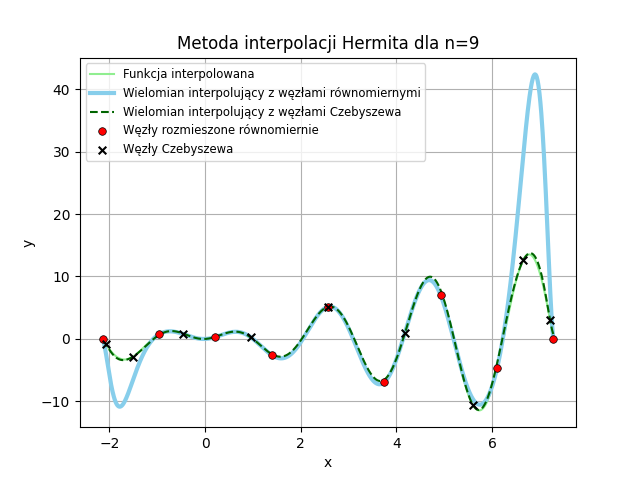 Metoda interpolacji Hermita dla n=9
Funkcja interpolowana
Wielomian interpolujący z węzłami równomiernymi
Wielomian interpolujący z węzłami Czebyszewa
Węzły rozmieszone równomiernie
Węzły Czebyszewa
40
30
20
10
0
−10
y
−2 0 2 4 6
x